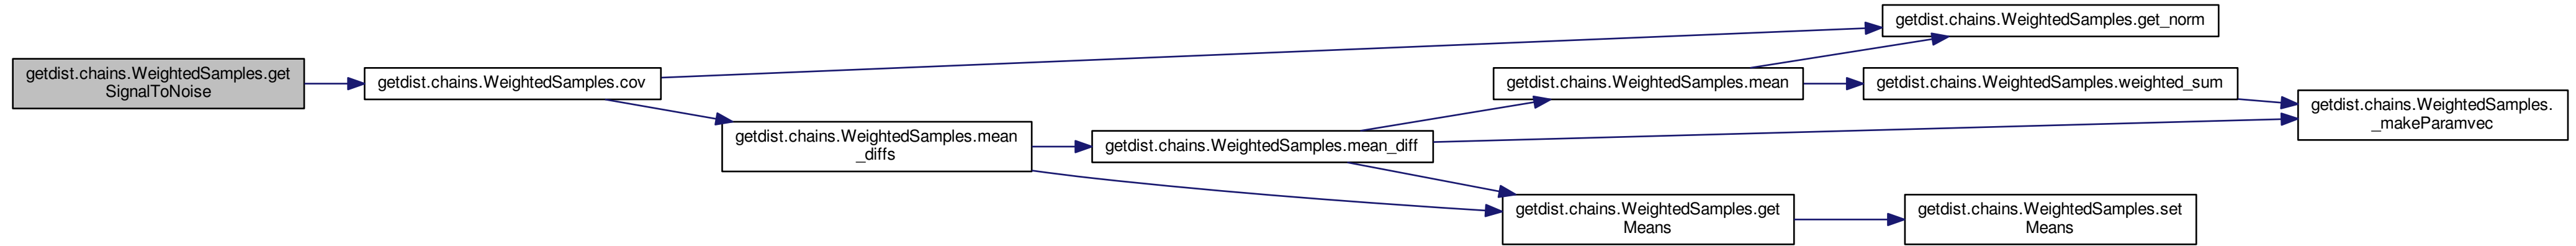 getdist.chains.WeightedSamples.get
SignalToNoise
getdist.chains.WeightedSamples.cov
getdist.chains.WeightedSamples.mean
_diffs
getdist.chains.WeightedSamples.mean_diff
getdist.chains.WeightedSamples.mean
getdist.chains.WeightedSamples.get_norm
getdist.chains.WeightedSamples.weighted_sum
getdist.chains.WeightedSamples.
_makeParamvec
getdist.chains.WeightedSamples.get
Means
getdist.chains.WeightedSamples.set
Means